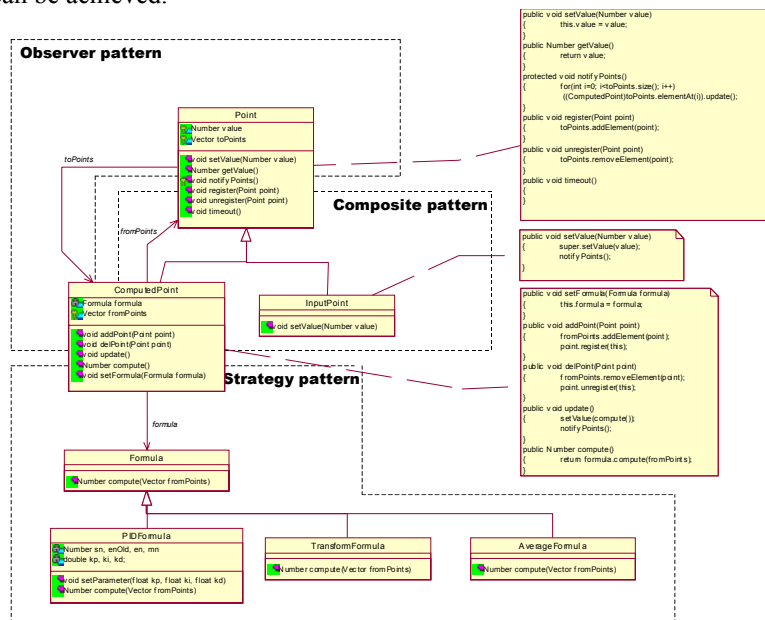 can be achieved.
Observer pattern
Point
Number value
Vector toPoints
void setValue(Number value)
Number getValue()
void notifyPoints()
void register(Point point)
void unregister(Point point)
void timeout()
toPoints
fromPoints
Composite pattern
ComputedPoint
Formula formula
Vector fromPoints
void addPoint(Point point)
void delPoint(Point point)
void update()
Number compute()
void setFormula(Formula formula)
InputPoint
void setValue(Number value)
Strategy pattern
formula
Formula
Number compute(Vector fromPoints)
PIDFormula
Number sn, enOld, en, mn
double kp, ki, kd;
void setParameter(float kp, float ki, float kd)
Number compute(Vector fromPoints)
TransformFormula
Number compute(Vector fromPoints)
AverageFormula
Number compute(Vector fromPoints)
public void setValue(Number value)
{ this.value = value;
}
public Number getValue()
{ return value;
}
protected void notifyPoints()
{ for(int i=0; i<toPoints.size(); i++)
((ComputedPoint)toPoints.elementAt(i)).update();
}
public void register(Point point)
{ toPoints.addElement(point);
}
public void unregister(Point point)
{ toPoints.removeElement(point);
}
public void timeout()
{
}
public void setValue(Number value)
{ super.setValue(value);
notifyPoints();
}
public void setFormula(Formula formula)
{ this.formula = formula;
}
public void addPoint(Point point)
{ fromPoints.addElement(point);
point.register(this);
}
public void delPoint(Point point)
{ fromPoints.removeElement(point);
point.unregister(this);
}
public void update()
{ setValue(compute());
notifyPoints();
}
public Number compute()
{ return formula.compute(fromPoints);
}